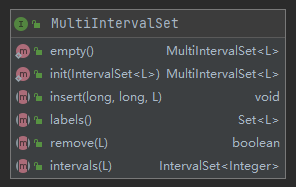 I MultiIntervalSet
m empty() MultiIntervalSet<L>
m init(IntervalSet<L>) MultiIntervalSet<L>
m insert(long, long, L) void
m labels() Set<L>
m remove(L) boolean
m intervals(L) IntervalSet<Integer>